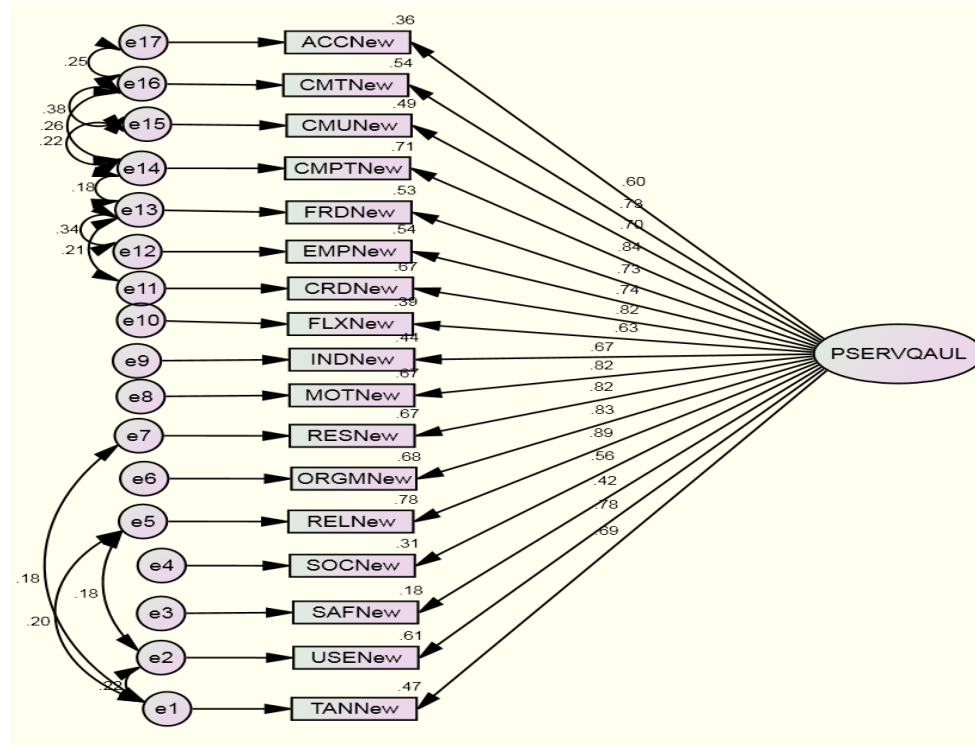 .36
e17 ACCNew
.25 .54
e16 CMTNew
.38 .49
e15 CMUNew
.26
.22 .71
e14 CMPTNew
.18 .53 .60
e13 FRDNew .73
.34 .54 .70
e12 EMPNew .84
.21 .67 .73
e11 CRDNew .74
.39 .82
e10 FLXNew .63
.44 .67 PSERVQAUL
e9 INDNew
.67 .82
e8 MOTNew
.67 .82
e7 RESNew .83
.68 .89
e6 ORGMNew .56
.78 .42
e5 RELNew .78
.31 .69
e4 SOCNew
.18 .18 .18
e3 SAFNew
.20 .61
e2 USENew
.22 .47
e1 TANNew